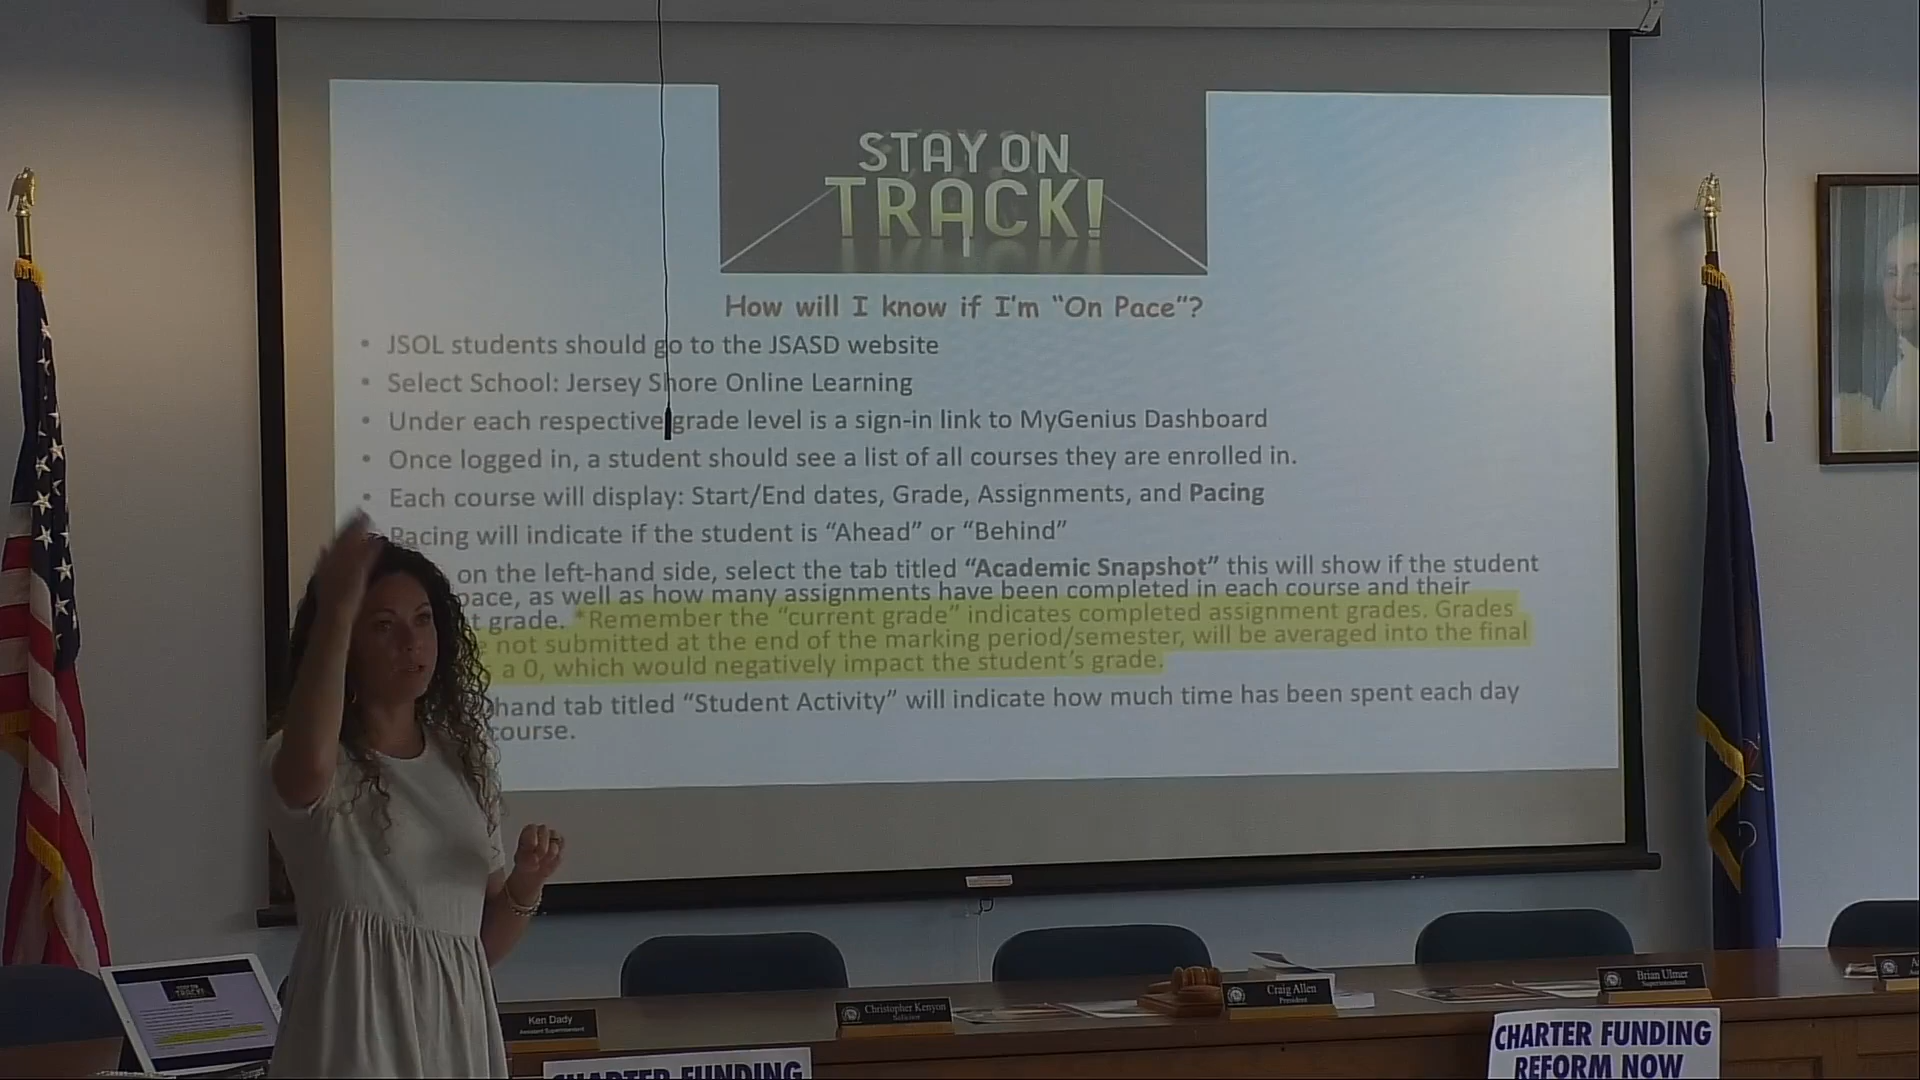 STAY ON
TRACK!
How will I know if I'm "On Pace"?
• JSOL students should go to the JSASD website
• Select School: Jersey Shore Online Learning
• Under each respective grade level is a sign-in link to MyGenius Dashboard
• Once logged in, a student should see a list of all courses they are enrolled in.
• Each course will display: Start/End dates, Grade, Assignments, and Pacing
Pacing will indicate if the student is "Ahead" or "Behind"
on the left-hand side, select the tab titled "Academic Snapshot" this will show if the student
pace, as well as how many assignments have been completed in each course and their
t grade. *Remember the "current grade" indicates completed assignment grades. Grades
not submitted at the end of the marking period/semester, will be averaged into the final
a 0, which would negatively impact the student's grade.
hand tab titled "Student Activity" will indicate how much time has been spent each day
course.
STAY ON
TRACK!
Ken Dady
Assistant Superintendent
Christopher Kenyon
Solicitor
Craig Allen
President
Brian Ulmer
Superintendent
CHARTER FUNDING
CHARTER FUNDING
REFORM NOW